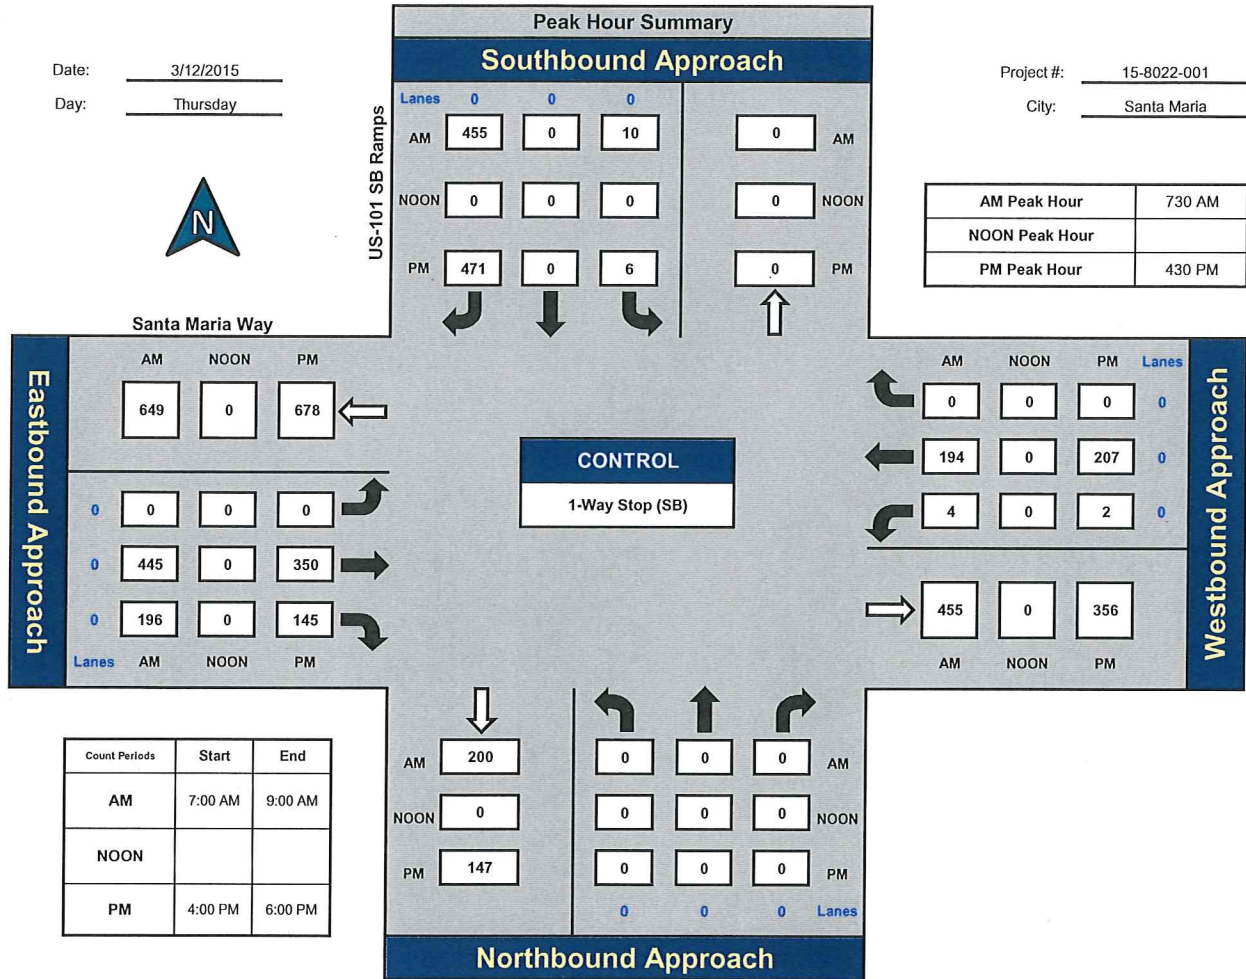 Peak Hour Summary
Southbound Approach
Date: 3/12/2015
Day: Thursday
Project #: 15-8022-001
City: Santa Maria
US-101 SB Ramps
Lanes 0 0 0
AM 455 0 10 0 AM
NOON 0 0 0 0 NOON
PM 471 0 6 0 PM
N
AM Peak Hour 730 AM
NOON Peak Hour
PM Peak Hour 430 PM
Santa Maria Way
Eastbound Approach
AM NOON PM
649 0 678
0 0 0 0
0 445 0 350
0 196 0 145
Lanes AM NOON PM
CONTROL
1-Way Stop (SB)
AM NOON PM Lanes
0 0 0 0
194 0 207 0
4 0 2 0
455 0 356
AM NOON PM
Westbound Approach
Count Periods Start End
AM 7:00 AM 9:00 AM
NOON
PM 4:00 PM 6:00 PM
AM 200 0 0 0 AM
NOON 0 0 0 0 NOON
PM 147 0 0 0 PM
0 0 0 Lanes
Northbound Approach